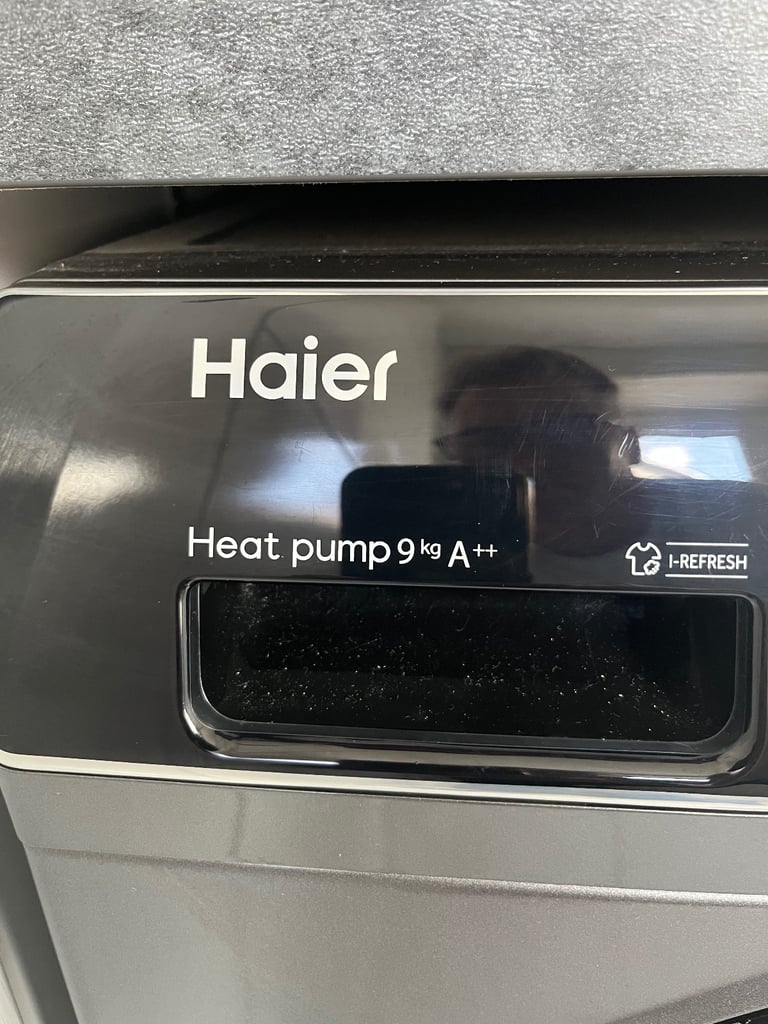 Haier
Heat pump 9 kg A++
I-REFRESH